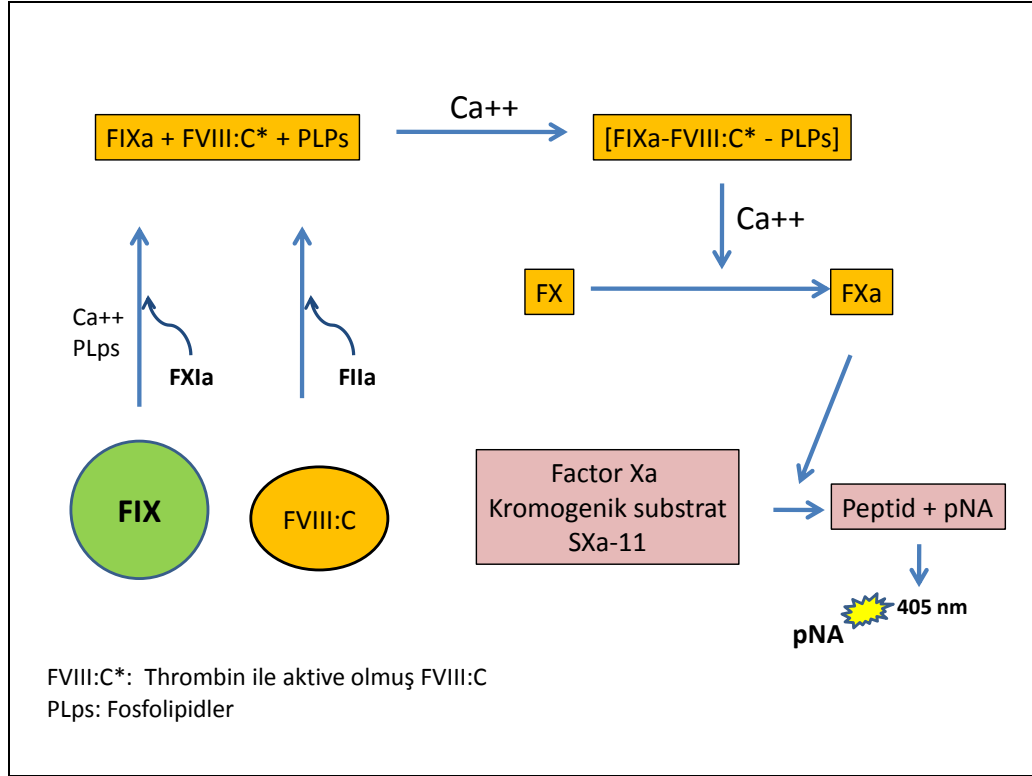 Ca++
FIXa + FVIII:C* + PLPs
[FIXa-FVIII:C* - PLPs]
Ca++
FX
FXa
Ca++
PLps
FXIa
FIIa
FIX
FVIII:C
Factor Xa
Kromogenik substrat
SXa-11
Peptid + pNA
405 nm
pNA
FVIII:C*: Thrombin ile aktive olmuş FVIII:C
PLps: Fosfolipidler